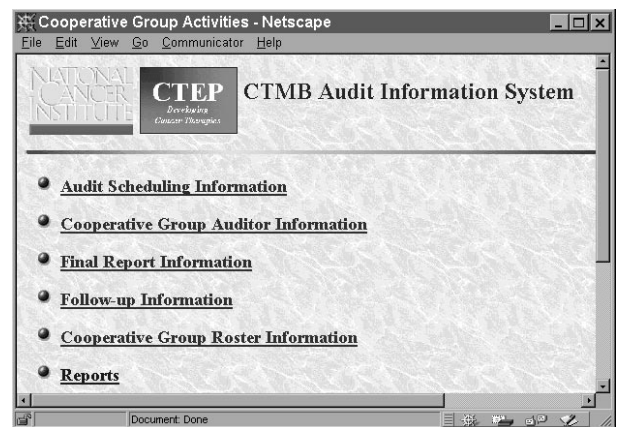 Cooperative Group Activities - Netscape
File Edit View Go Communicator Help
NATIONAL
CANCER
INSTITUTE
CTEP
Developing
Cancer Therapies
CTMB Audit Information System
Audit Scheduling Information
Cooperative Group Auditor Information
Final Report Information
Follow-up Information
Cooperative Group Roster Information
Reports
Document: Done